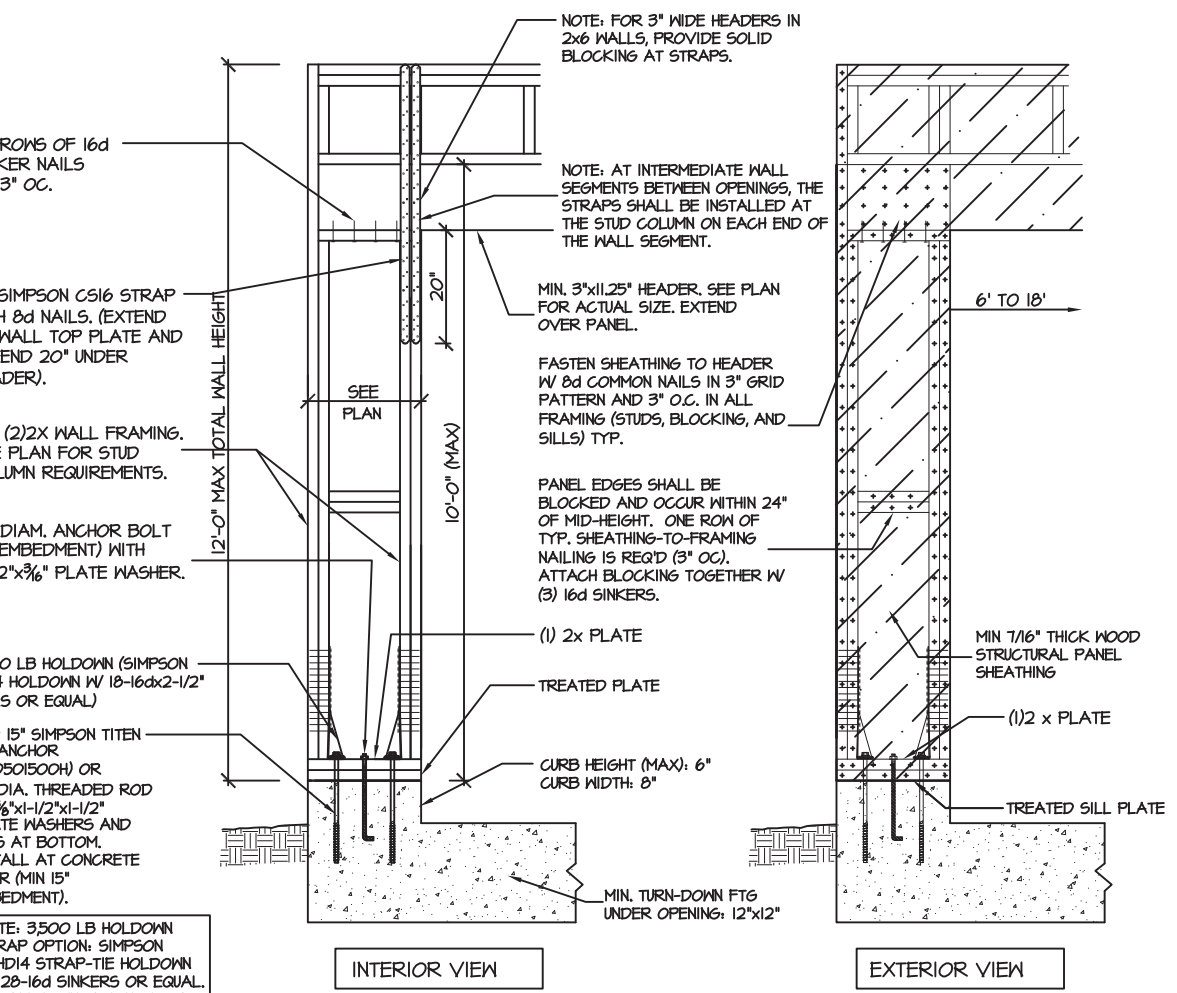 NOTE: FOR 3" WIDE HEADERS IN
2x6 WALLS, PROVIDE SOLID
BLOCKING AT STRAPS.
ROWS OF 16d
NAILS
3" OC.
NOTE: AT INTERMEDIATE WALL
SEGMENTS BETWEEN OPENINGS, THE
STRAPS SHALL BE INSTALLED AT
THE STUD COLUMN ON EACH END OF
THE WALL SEGMENT.
SIMPSON CS16 STRAP
8d NAILS. (EXTEND
WALL TOP PLATE AND
20" UNDER
12'-0" MAX TOTAL WALL HEIGHT
20"
MIN. 3"x11.25" HEADER. SEE PLAN
FOR ACTUAL SIZE. EXTEND
OVER PANEL.
6' TO 18'
FASTEN SHEATHING TO HEADER
W/ 8d COMMON NAILS IN 3" GRID
PATTERN AND 3" O.C. IN ALL
FRAMING (STUDS, BLOCKING, AND
SILLS) TYP.
SEE
PLAN
(2)2X WALL FRAMING.
PLAN FOR STUD
REQUIREMENTS.
10'-0" (MAX)
PANEL EDGES SHALL BE
BLOCKED AND OCCUR WITHIN 24"
OF MID-HEIGHT. ONE ROW OF
TYP. SHEATHING-TO-FRAMING
NAILING IS REQ'D (3" OC).
ATTACH BLOCKING TOGETHER W/
(3) 16d SINKERS.
DIAM. ANCHOR BOLT
EMBEDMENT) WITH
2"x3/16" PLATE WASHER.
(1) 2x PLATE
MIN 7/16" THICK WOOD
STRUCTURAL PANEL
SHEATHING
LB HOLDOWN (SIMPSON
HOLDOWN W/ 18-16dx2-1/2"
OR EQUAL)
TREATED PLATE
(1)2 x PLATE
15" SIMPSON TITEN
ANCHOR
OR
DIA. THREADED ROD
x1-1/2"x1-1/2"
WASHERS AND
AT BOTTOM.
AT CONCRETE
(MIN 15"
CURB HEIGHT (MAX): 6"
CURB WIDTH: 8"
TREATED SILL PLATE
MIN. TURN-DOWN FTG
UNDER OPENING: 12"x12"
3,500 LB HOLDOWN
OPTION: SIMPSON
STRAP-TIE HOLDOWN
28-16d SINKERS OR EQUAL.
INTERIOR VIEW
EXTERIOR VIEW